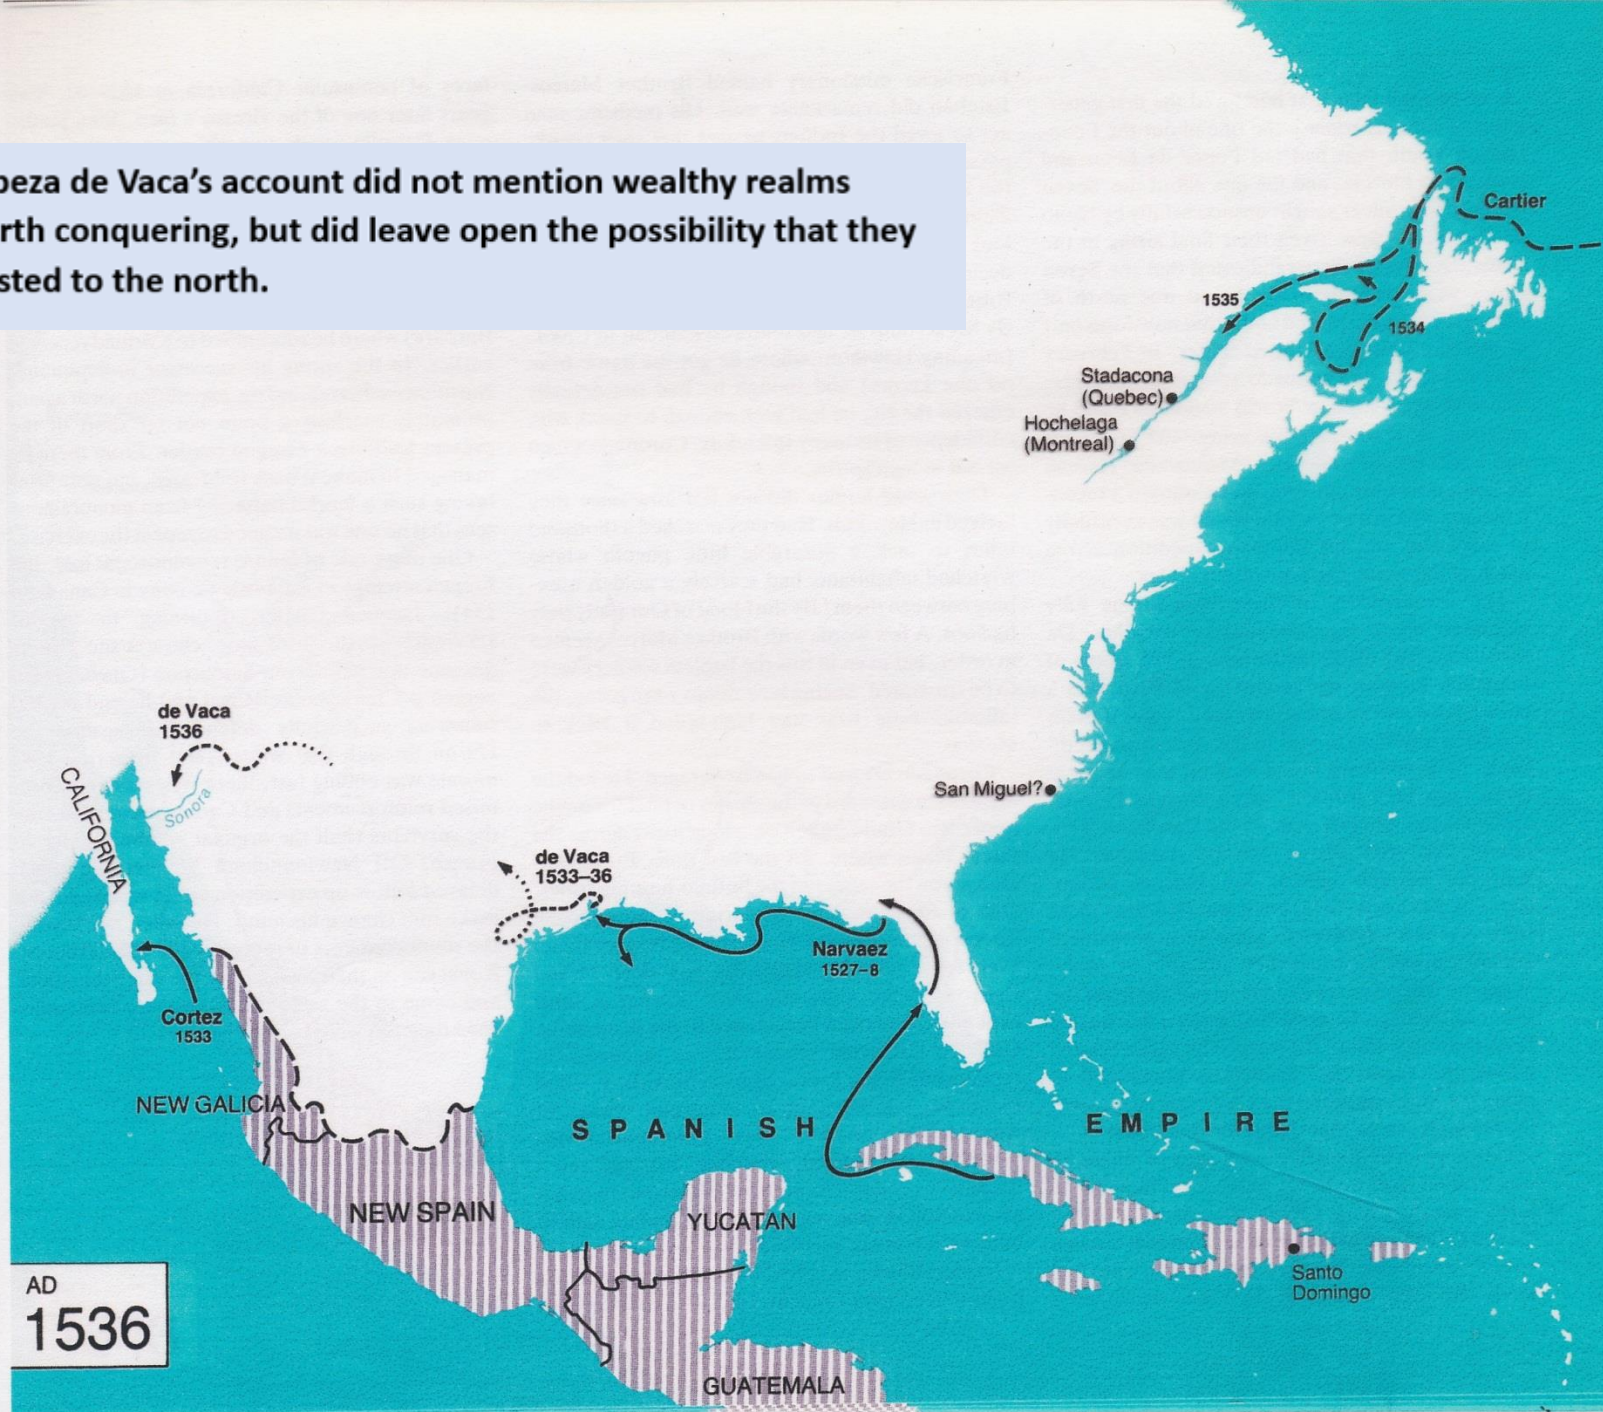 beza de Vaca's account did not mention wealthy realms
rth conquering, but did leave open the possibility that they
sted to the north.
Cartier
1535
1534
Stadacona
(Quebec)
Hochelaga
(Montreal)
de Vaca
1536
CALIFORNIA
Sonora
San Miguel?
de Vaca
1533–36
Narvaez
1527–8
Cortez
1533
NEW GALICIA
SPANISH EMPIRE
NEW SPAIN
YUCATAN
Santo
Domingo
AD
1536
GUATEMALA